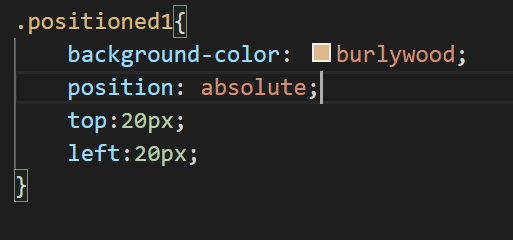 .positioned1{
    background-color: burlywood;
    position: absolute;
    top:20px;
    left:20px;
}